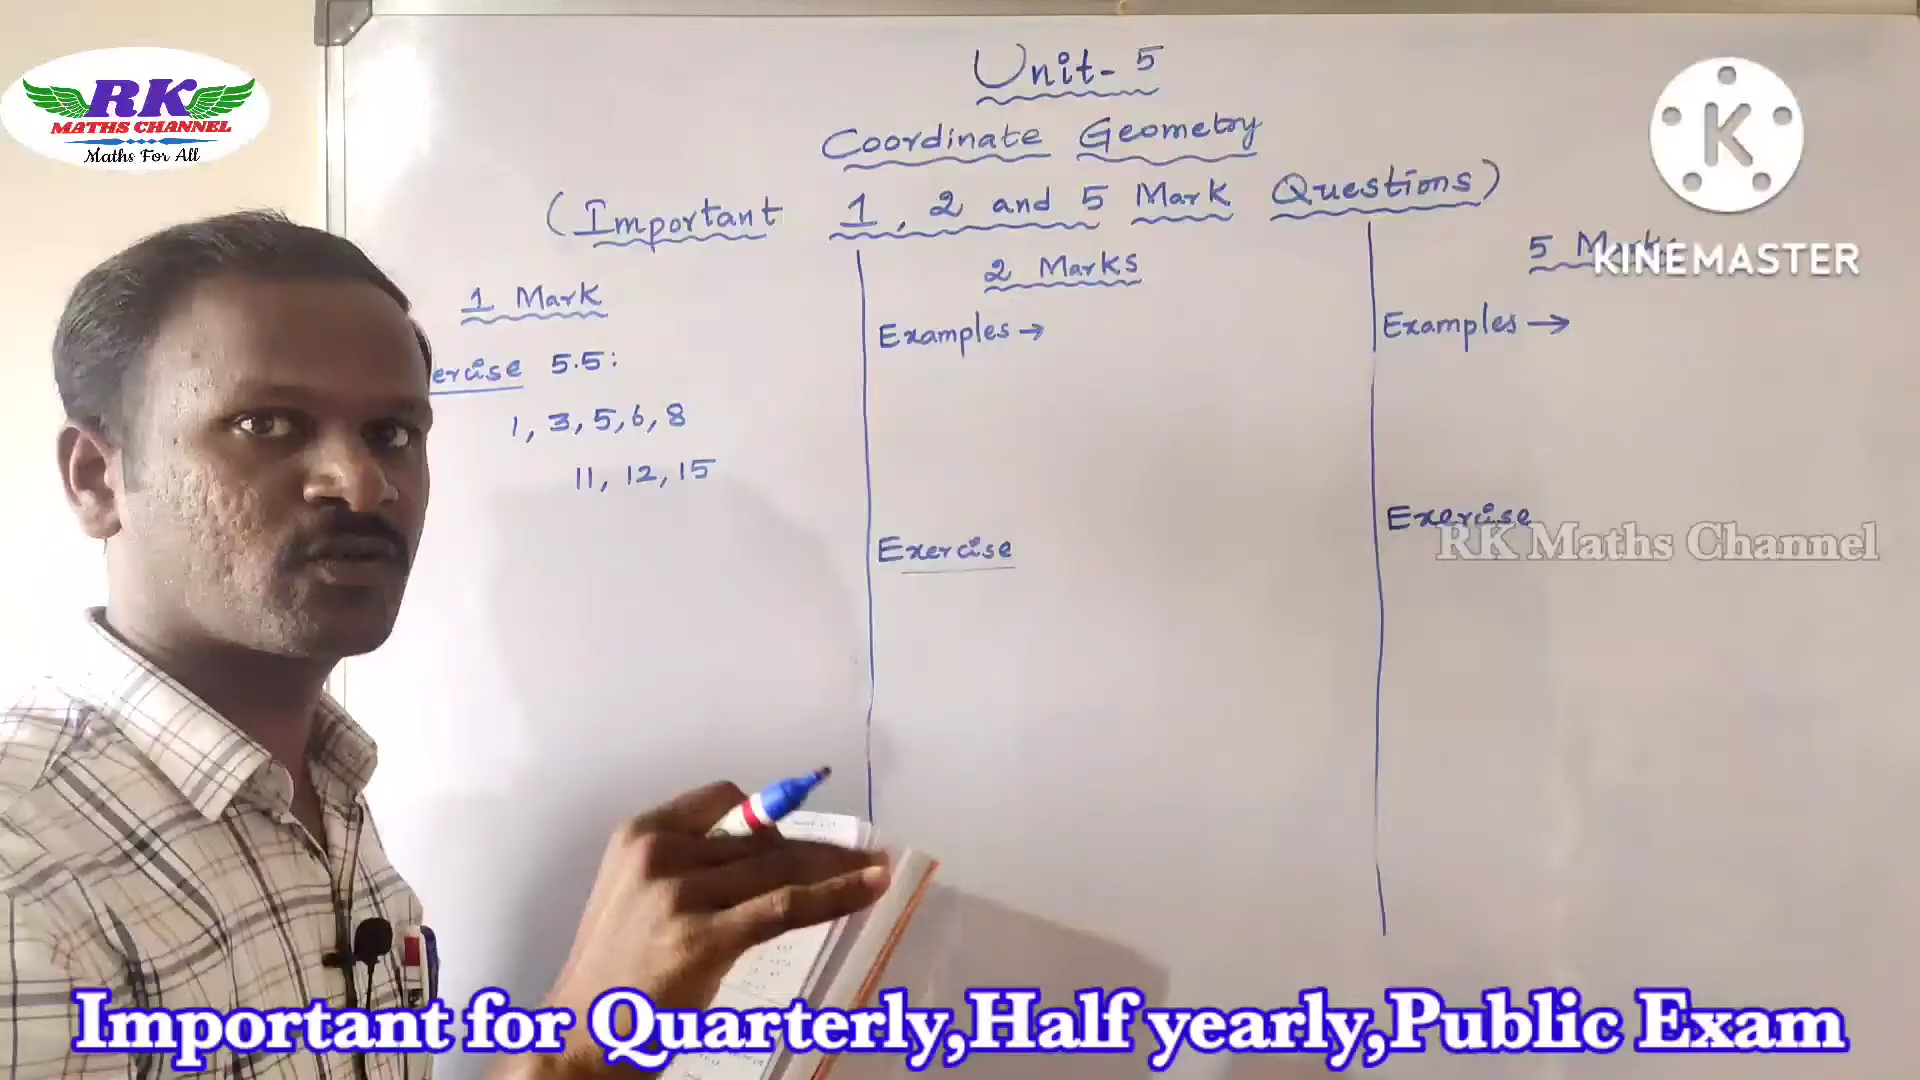 RK
MATHS CHANNEL
Maths For All
Unit - 5
Coordinate Geometry
(Important 1, 2 and 5 Mark Questions)
1 Mark
ercise 5.5:
1, 3, 5, 6, 8
11, 12, 15
2 Marks
Examples →
Exercise
5 Marks
Examples →
Exercise
K
KINEMASTER
RK Maths Channel
Important for Quarterly,Half yearly,Public Exam